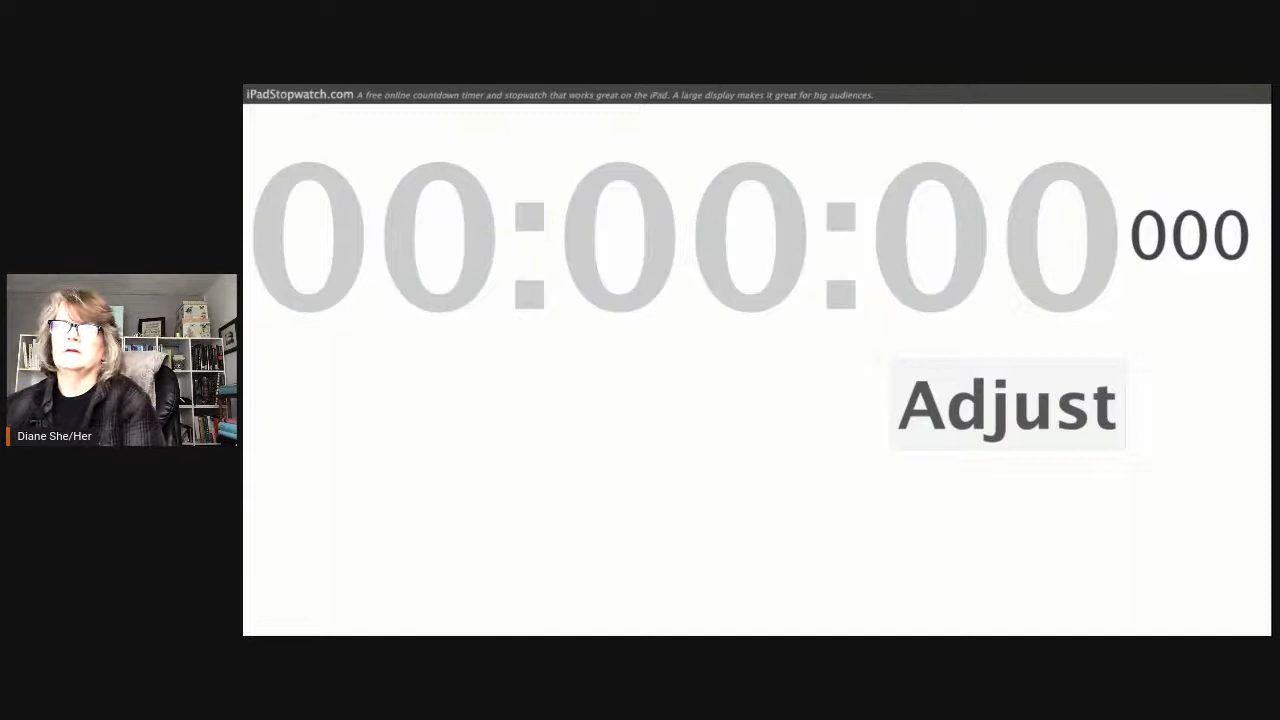 iPadStopwatch.com A free online countdown timer and stopwatch that works great on the iPad. A large display makes it great for big audiences.
00:00:00 000
Adjust
Diane She/Her